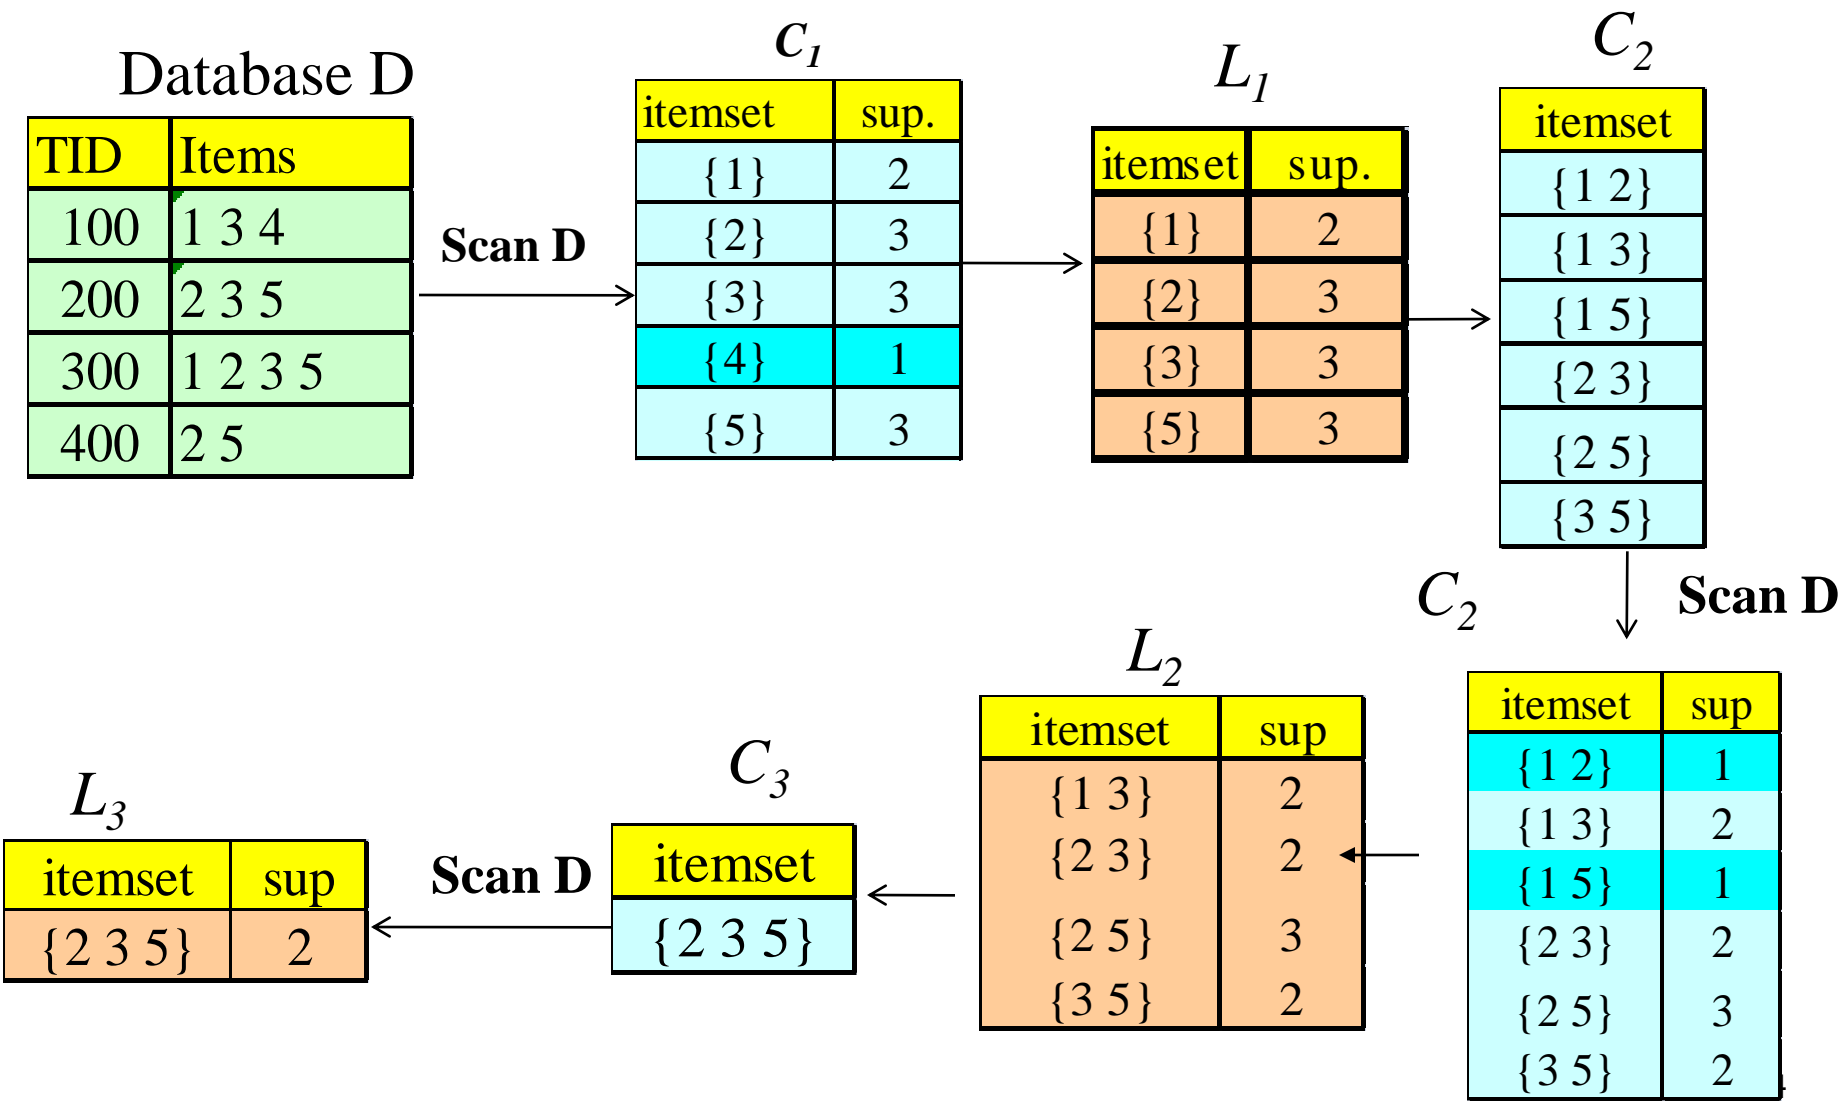 Database D
TID Items
100 1 3 4
200 2 3 5
300 1 2 3 5
400 2 5
Scan D
C1
itemset sup.
{1} 2
{2} 3
{3} 3
{4} 1
{5} 3
L1
itemset sup.
{1} 2
{2} 3
{3} 3
{5} 3
C2
itemset
{1 2}
{1 3}
{1 5}
{2 3}
{2 5}
{3 5}
Scan D
C2
itemset sup
{1 2} 1
{1 3} 2
{1 5} 1
{2 3} 2
{2 5} 3
{3 5} 2
L2
itemset sup
{1 3} 2
{2 3} 2
{2 5} 3
{3 5} 2
C3
itemset
{2 3 5}
Scan D
L3
itemset sup
{2 3 5} 2